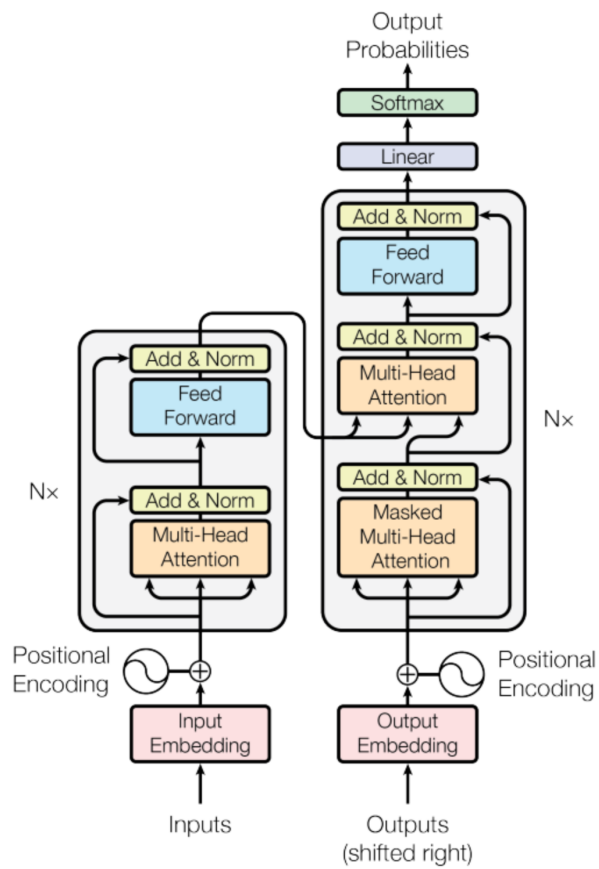 Output
Probabilities
Softmax
Linear
Add & Norm
Feed
Forward
Add & Norm
Multi-Head
Attention
Add & Norm
Masked
Multi-Head
Attention
N×
Add & Norm
Feed
Forward
Add & Norm
Multi-Head
Attention
N×
Positional
Encoding
Positional
Encoding
Input
Embedding
Output
Embedding
Inputs
Outputs
(shifted right)